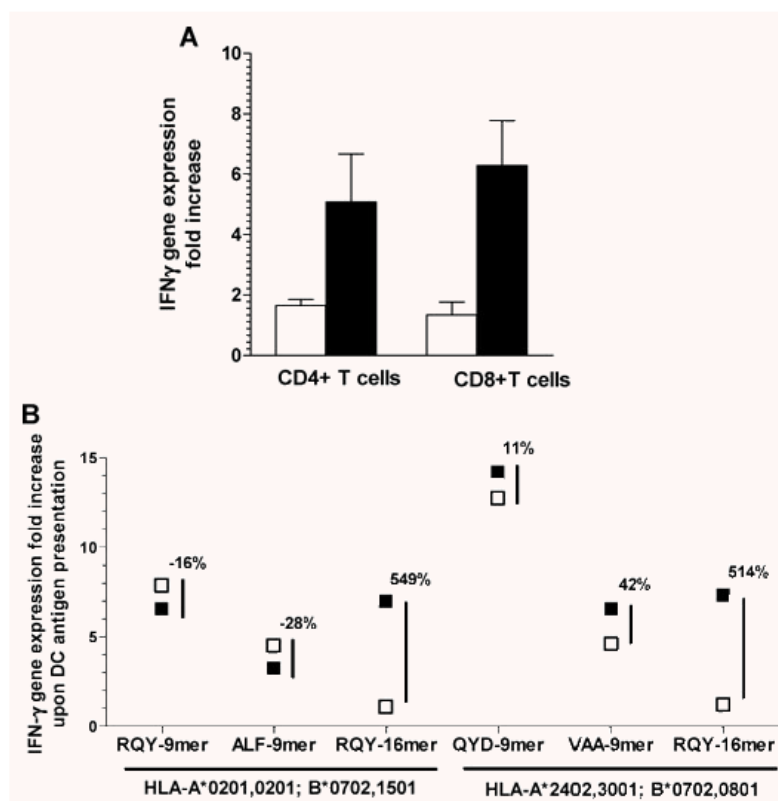 A
IFNγ gene expression
fold increase
10
8
6
4
2
0
CD4+ T cells
CD8+T cells
B
IFN-γ gene expression fold increase
upon DC antigen presentation
15
10
5
0
-16%
-28%
549%
11%
42%
514%
RQY-9mer
ALF-9mer
RQY-16mer
QYD-9mer
VAA-9mer
RQY-16mer
HLA-A*0201,0201; B*0702,1501
HLA-A*2402,3001; B*0702,0801